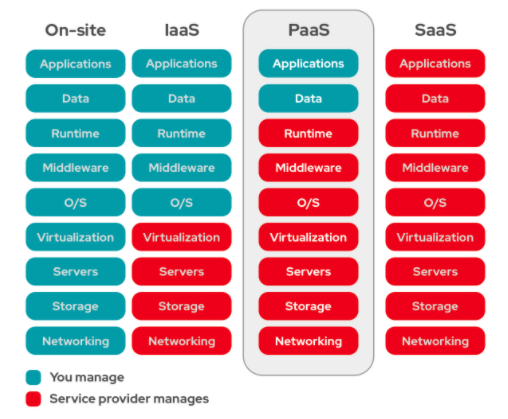 On-site IaaS PaaS SaaS
Applications Applications Applications Applications
Data Data Data Data
Runtime Runtime Runtime Runtime
Middleware Middleware Middleware Middleware
O/S O/S O/S O/S
Virtualization Virtualization Virtualization Virtualization
Servers Servers Servers Servers
Storage Storage Storage Storage
Networking Networking Networking Networking
You manage
Service provider manages